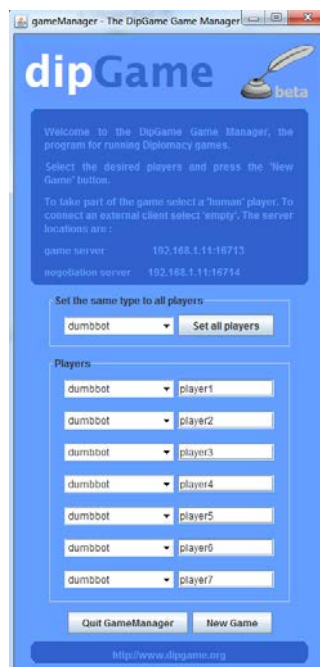 gameManager - The DipGame Game Manager
dipGame
beta
Welcome to the DipGame Game Manager, the
program for running Diplomacy games.
Select the desired players and press the 'New
Game' button.
To take part of the game select a 'human' player. To
connect an external client select 'empty'. The server
locations are :
game server 192.168.1.11:16713
negotiation server 192.168.1.11:16714
Set the same type to all players
dumbbot Set all players
Players
dumbbot player1
dumbbot player2
dumbbot player3
dumbbot player4
dumbbot player5
dumbbot player6
dumbbot player7
Quit GameManager New Game
http://www.dipgame.org